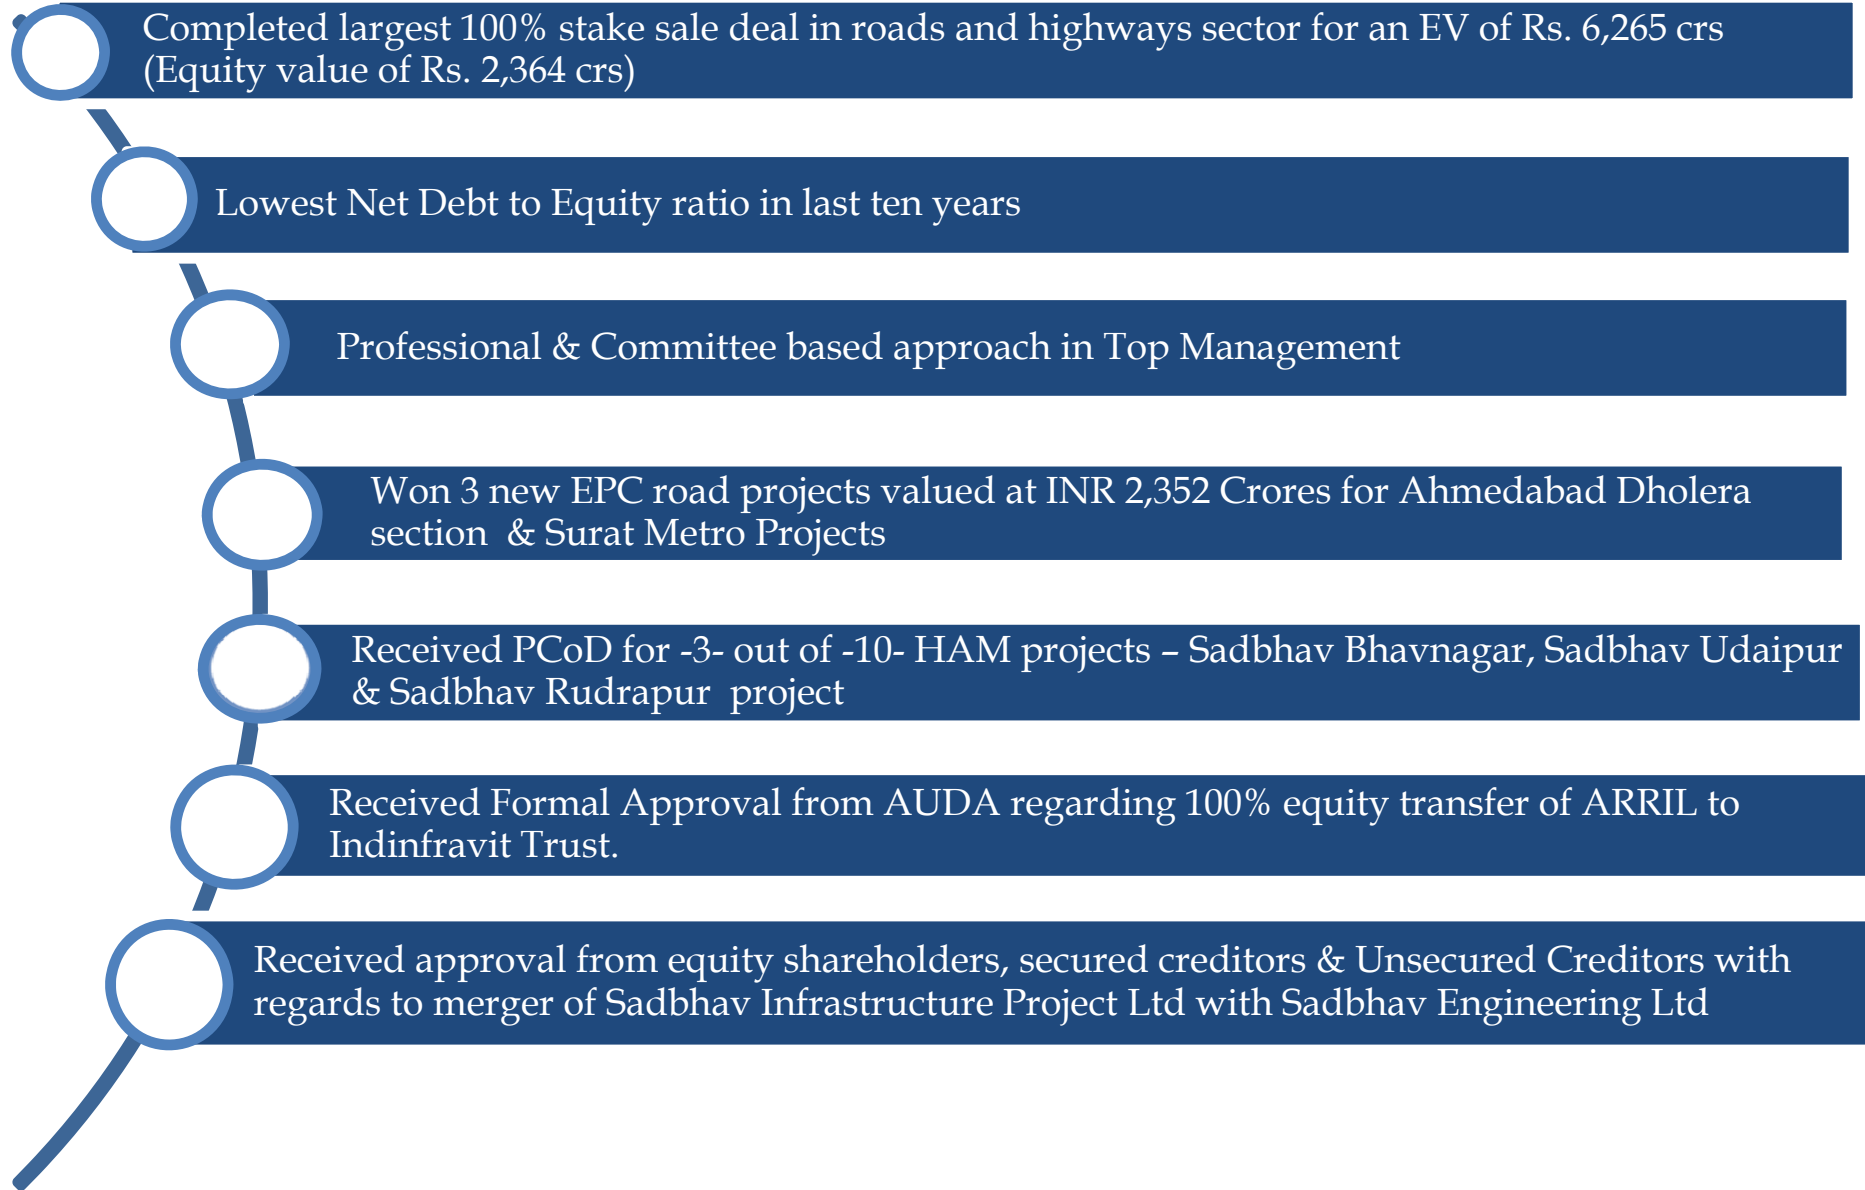 Completed largest 100% stake sale deal in roads and highways sector for an EV of Rs. 6,265 crs
(Equity value of Rs. 2,364 crs)
Lowest Net Debt to Equity ratio in last ten years
Professional & Committee based approach in Top Management
Won 3 new EPC road projects valued at INR 2,352 Crores for Ahmedabad Dholera
section  & Surat Metro Projects
Received PCoD for -3- out of -10- HAM projects – Sadbhav Bhavnagar, Sadbhav Udaipur
& Sadbhav Rudrapur  project
Received Formal Approval from AUDA regarding 100% equity transfer of ARRIL to
Indinfravit Trust.
Received approval from equity shareholders, secured creditors & Unsecured Creditors with
regards to merger of Sadbhav Infrastructure Project Ltd with Sadbhav Engineering Ltd